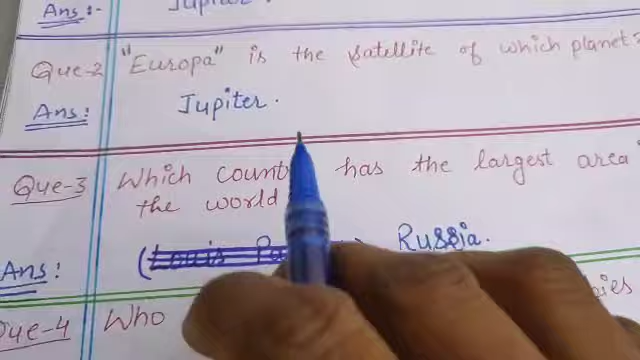 Ans:- Jupiter.
Que-2 "Europa" is the satellite of which planet?
Ans: Jupiter.
Que-3 Which has the largest area
the world
Ans: Russia.
Que-4 Who